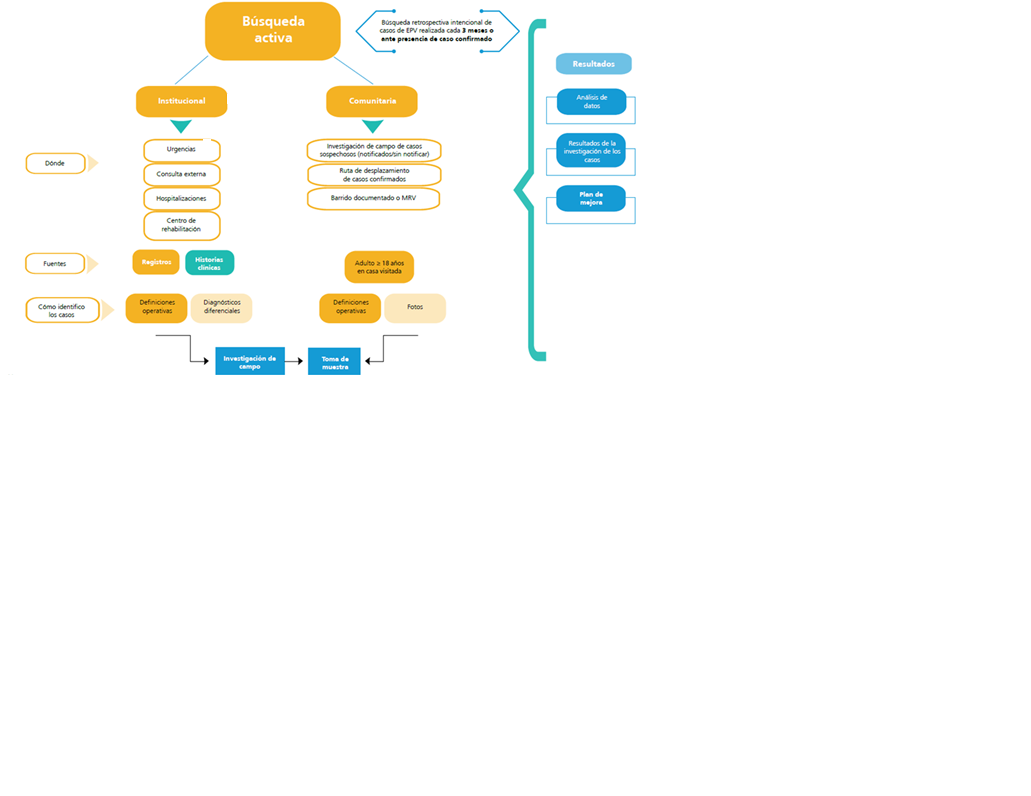 Búsqueda
activa
Búsqueda retrospectiva intencional de
casos de EPV realizada cada 3 meses o
ante presencia de caso confirmado
Institucional
Comunitaria
Dónde
Urgencias
Consulta externa
Hospitalizaciones
Centro de
rehabilitación
Investigación de campo de casos
sospechosos (notificados/sin notificar)
Ruta de desplazamiento
de casos confirmados
Barrido documentado o MRV
Fuentes
Registros
Historias
clínicas
Adulto ≥ 18 años
en casa visitada
Cómo identifico
los casos
Definiciones
operativas
Diagnósticos
diferenciales
Definiciones
operativas
Fotos
Investigación de
campo
Toma de
muestra
Resultados
Análisis de
datos
Resultados de la
investigación de los
casos
Plan de
mejora